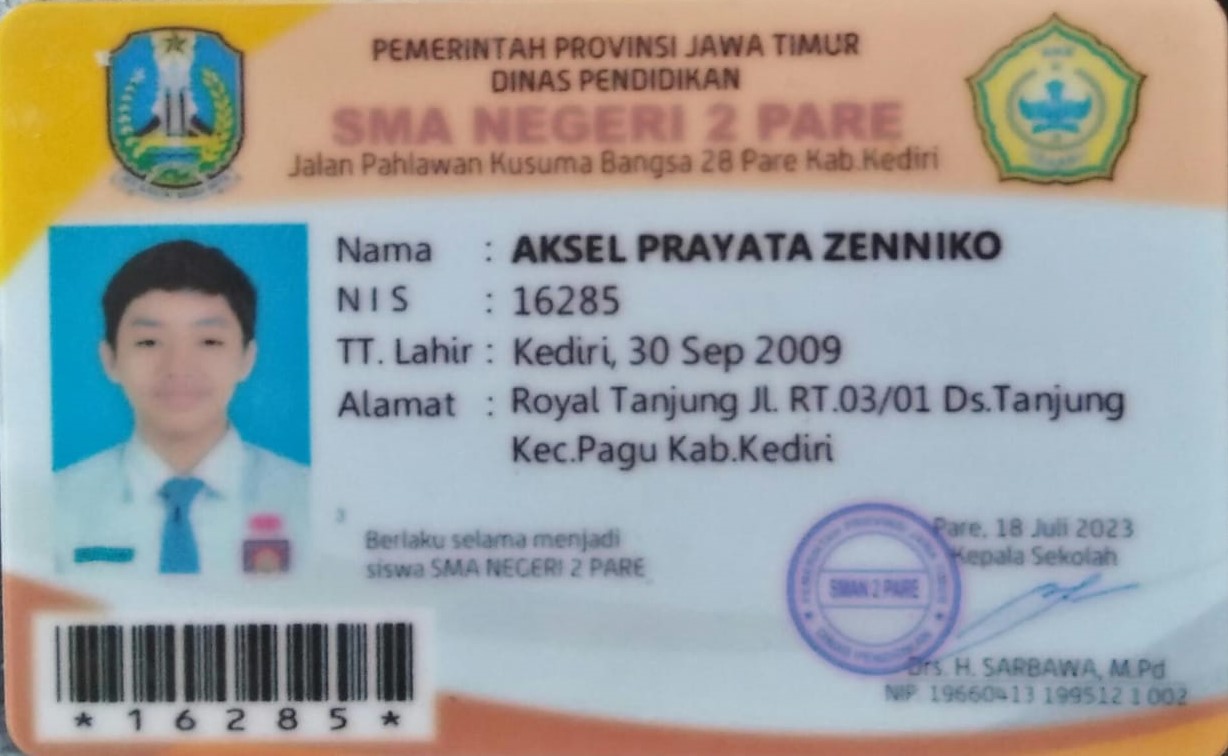 PEMERINTAH PROVINSI JAWA TIMUR
DINAS PENDIDIKAN
SMA NEGERI 2 PARE
Jalan Pahlawan Kusuma Bangsa 28 Pare Kab.Kediri
Nama : AKSEL PRAYATA ZENNIKO
N I S : 16285
TT. Lahir : Kediri, 30 Sep 2009
Alamat : Royal Tanjung Jl. RT.03/01 Ds.Tanjung
Kec.Pagu Kab.Kediri
Berlaku selama menjadi
siswa SMA NEGERI 2 PARE
Pare, 18 Juli 2023
Kepala Sekolah
SMAN 2 PARE
Drs. H. SARBAWA, M.Pd
NIP. 19660413 199512 1 002
* 1 6 2 8 5 *